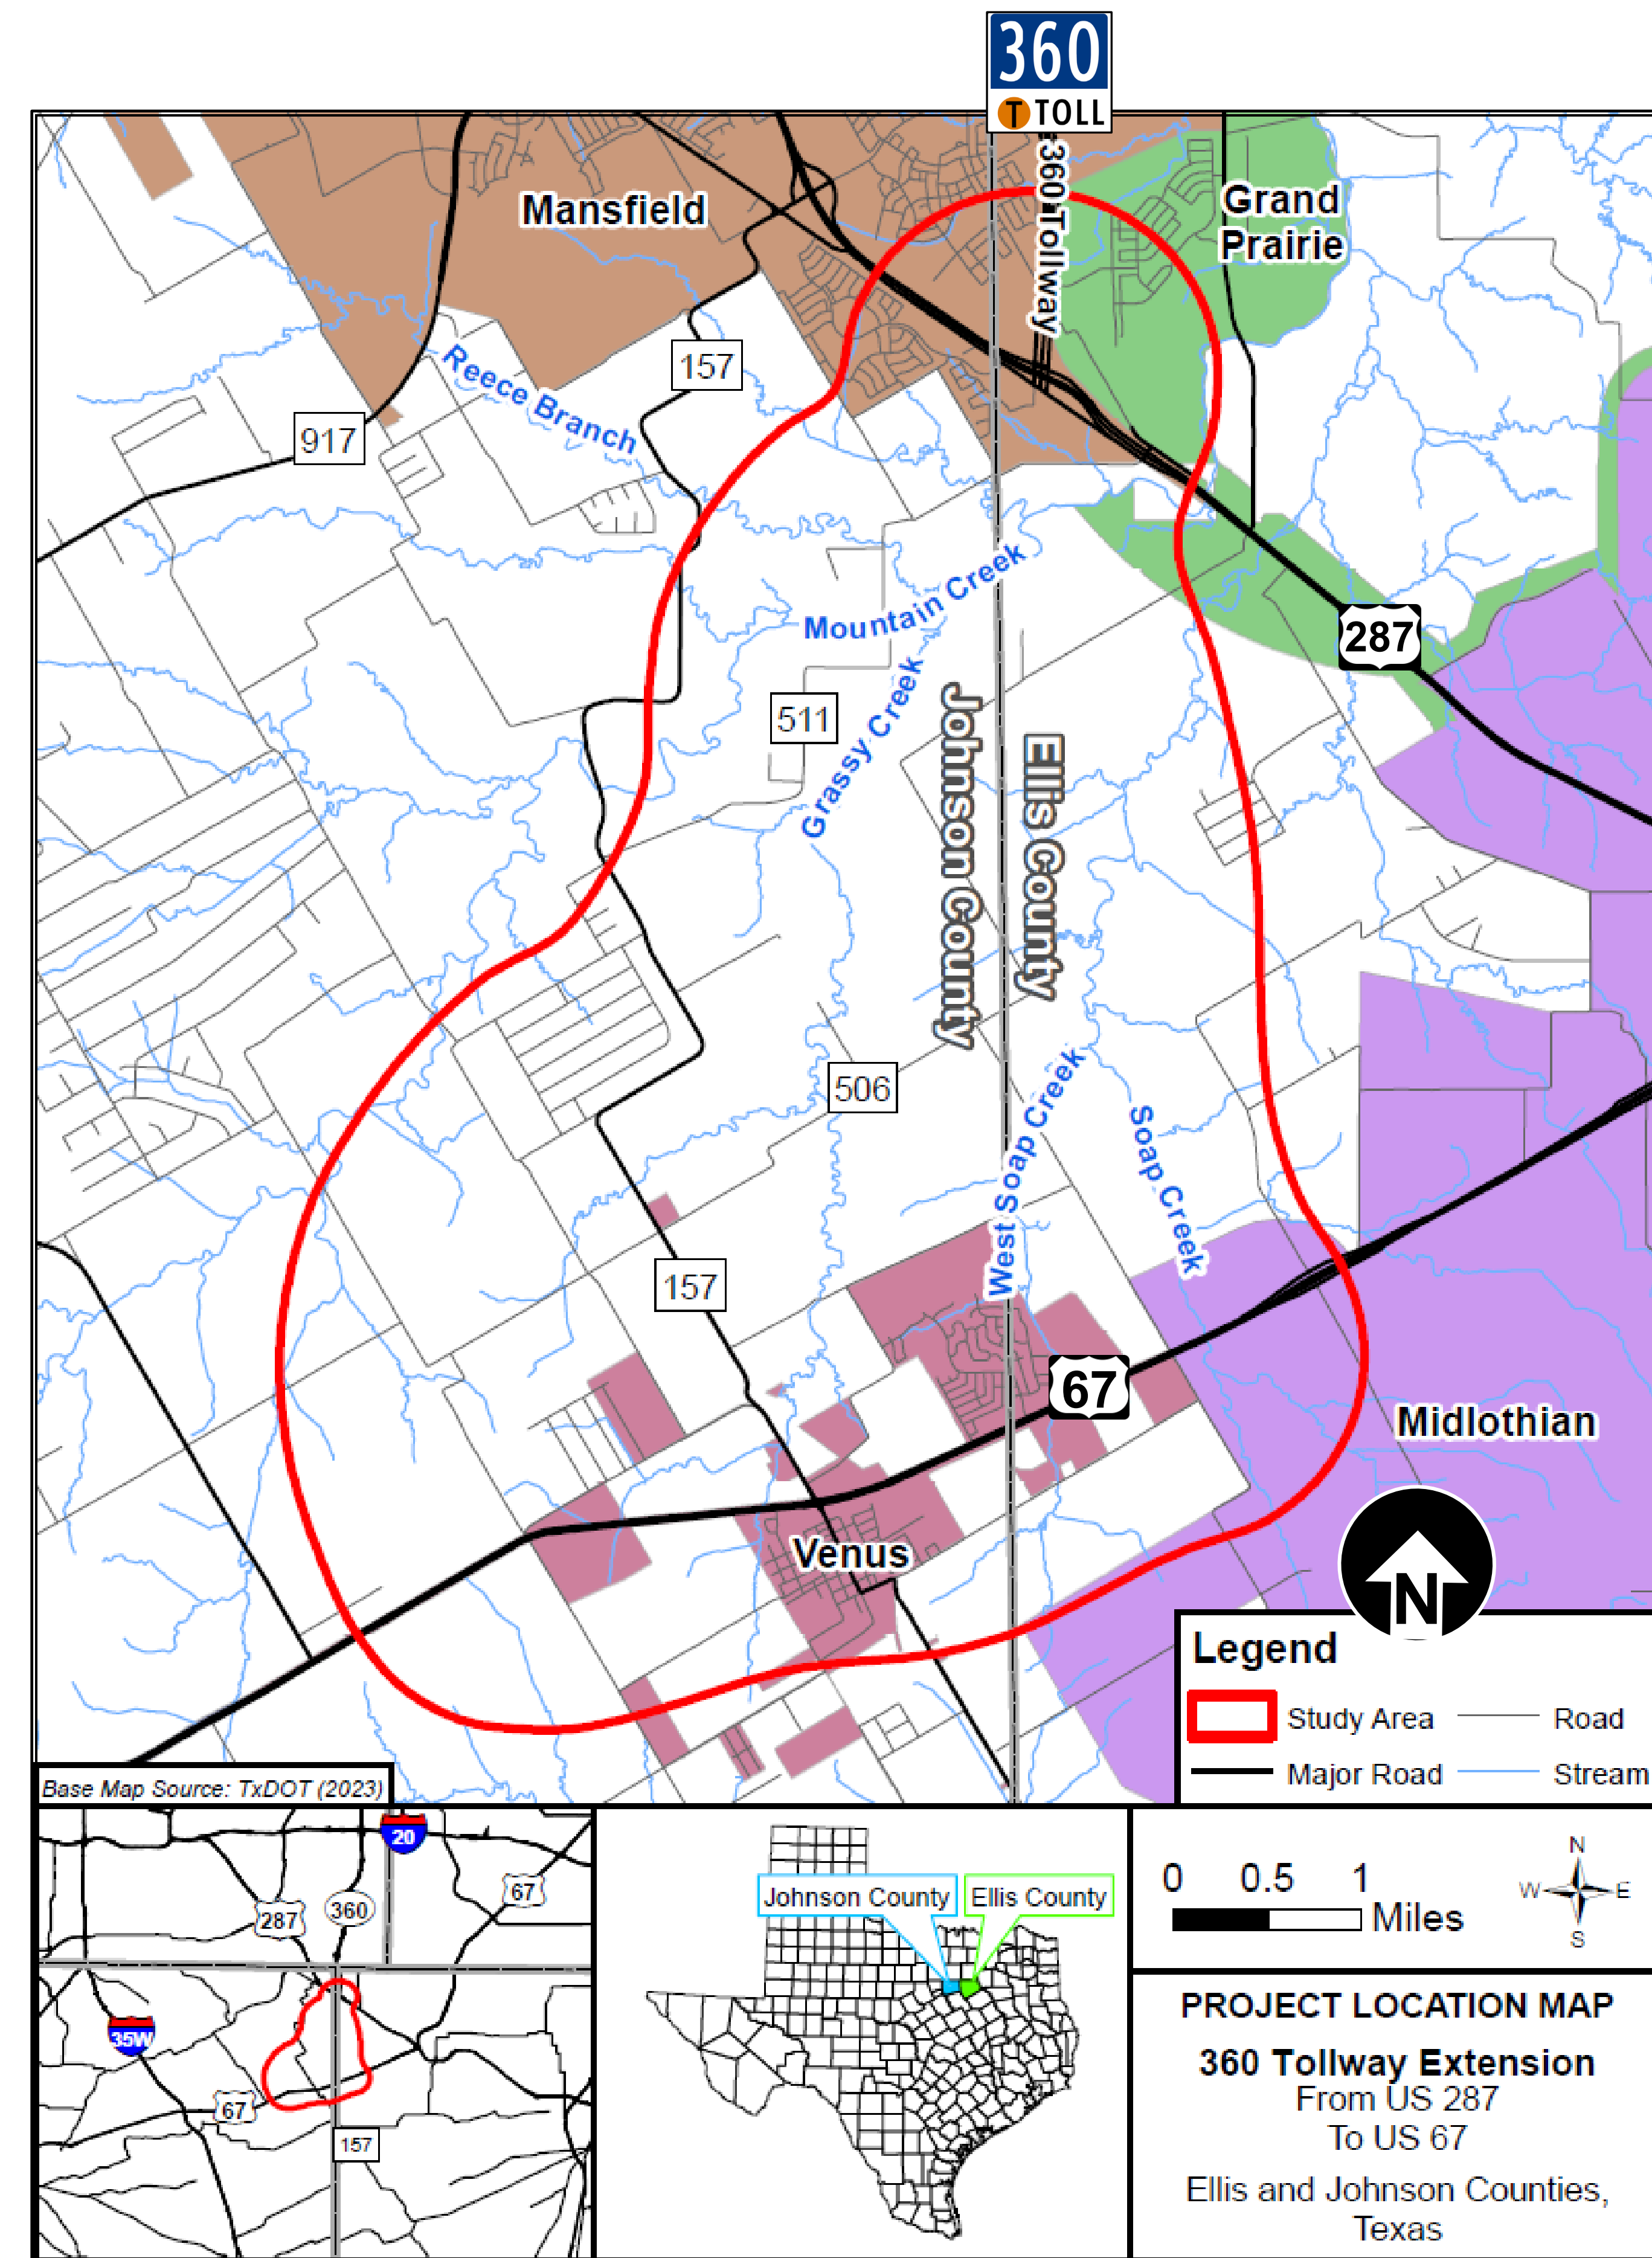 360
T TOLL
360 Tollway
Mansfield
Grand
Prairie
157
Reece Branch
917
Mountain Creek
287
511
Grassy Creek
Johnson County
Ellis County
506
West Soap Creek
Soap Creek
157
67
Midlothian
Venus
N
Legend
Study Area
Road
Major Road
Stream
Base Map Source: TxDOT (2023)
20
67
287
360
35W
67
157
Johnson County
Ellis County
0 0.5 1
Miles
N
W
E
S
PROJECT LOCATION MAP
360 Tollway Extension
From US 287
To US 67
Ellis and Johnson Counties,
Texas